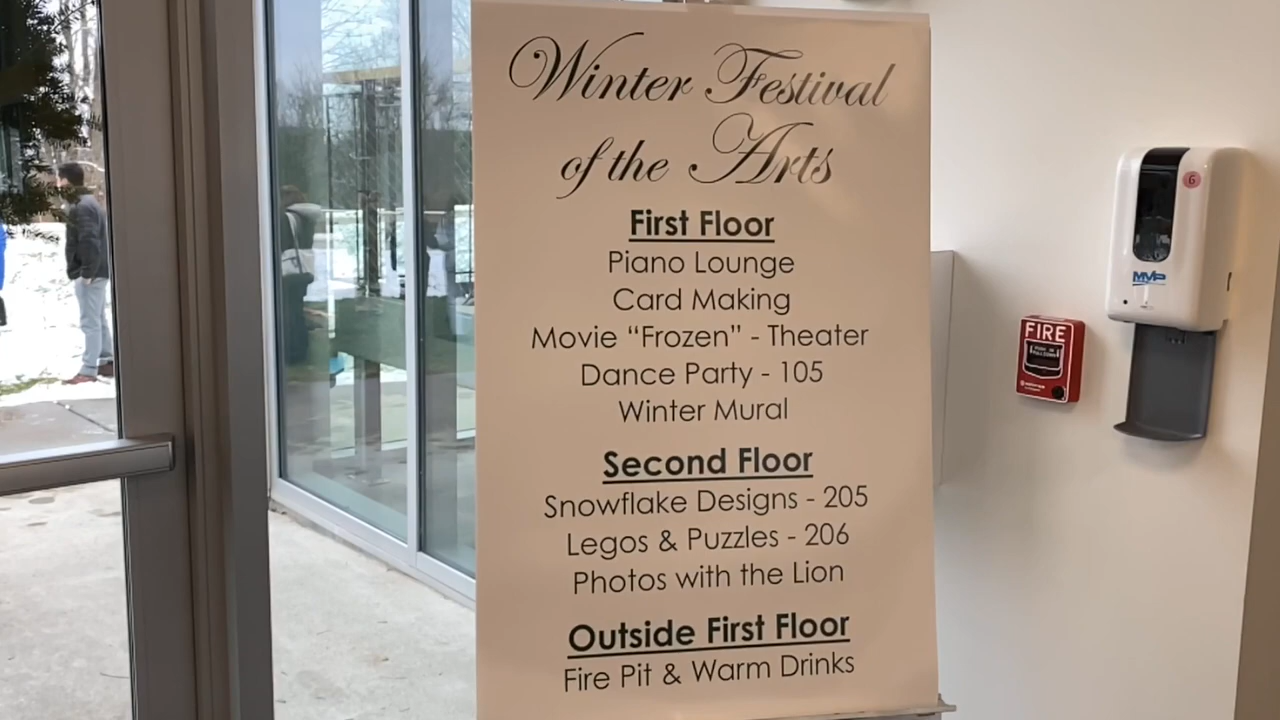 Winter Festival
of the Arts
First Floor
Piano Lounge
Card Making
Movie “Frozen” - Theater
Dance Party - 105
Winter Mural
Second Floor
Snowflake Designs - 205
Legos & Puzzles - 206
Photos with the Lion
Outside First Floor
Fire Pit & Warm Drinks
6
MVP
FIRE